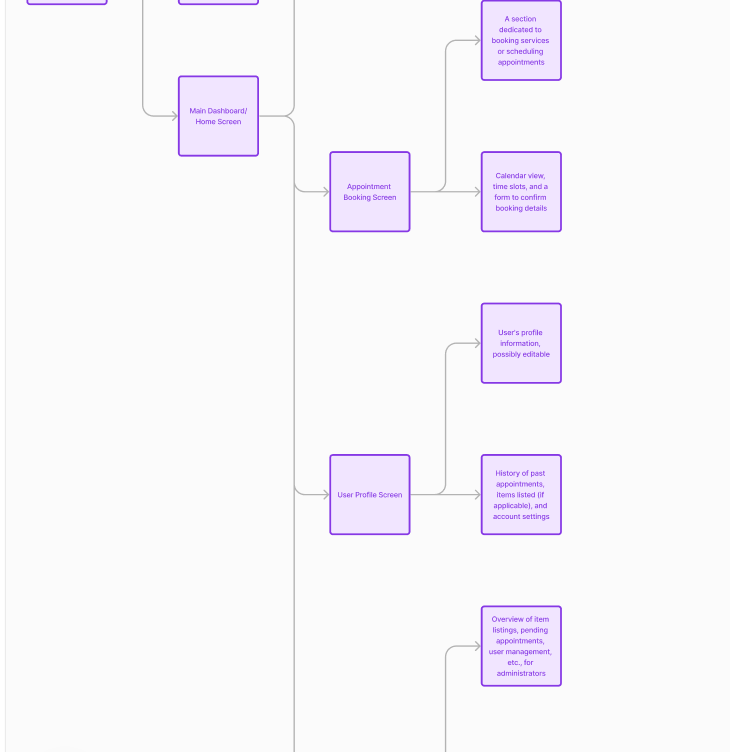 A section
dedicated to
booking services
or scheduling
appointments
Main Dashboard/
Home Screen
Appointment
Booking Screen
Calendar view,
time slots, and a
form to confirm
booking details
User's profile
information,
possibly editable
User Profile Screen
History of past
appointments,
items listed (if
applicable), and
account settings
Overview of item
listings, pending
appointments,
user management,
etc., for
administrators